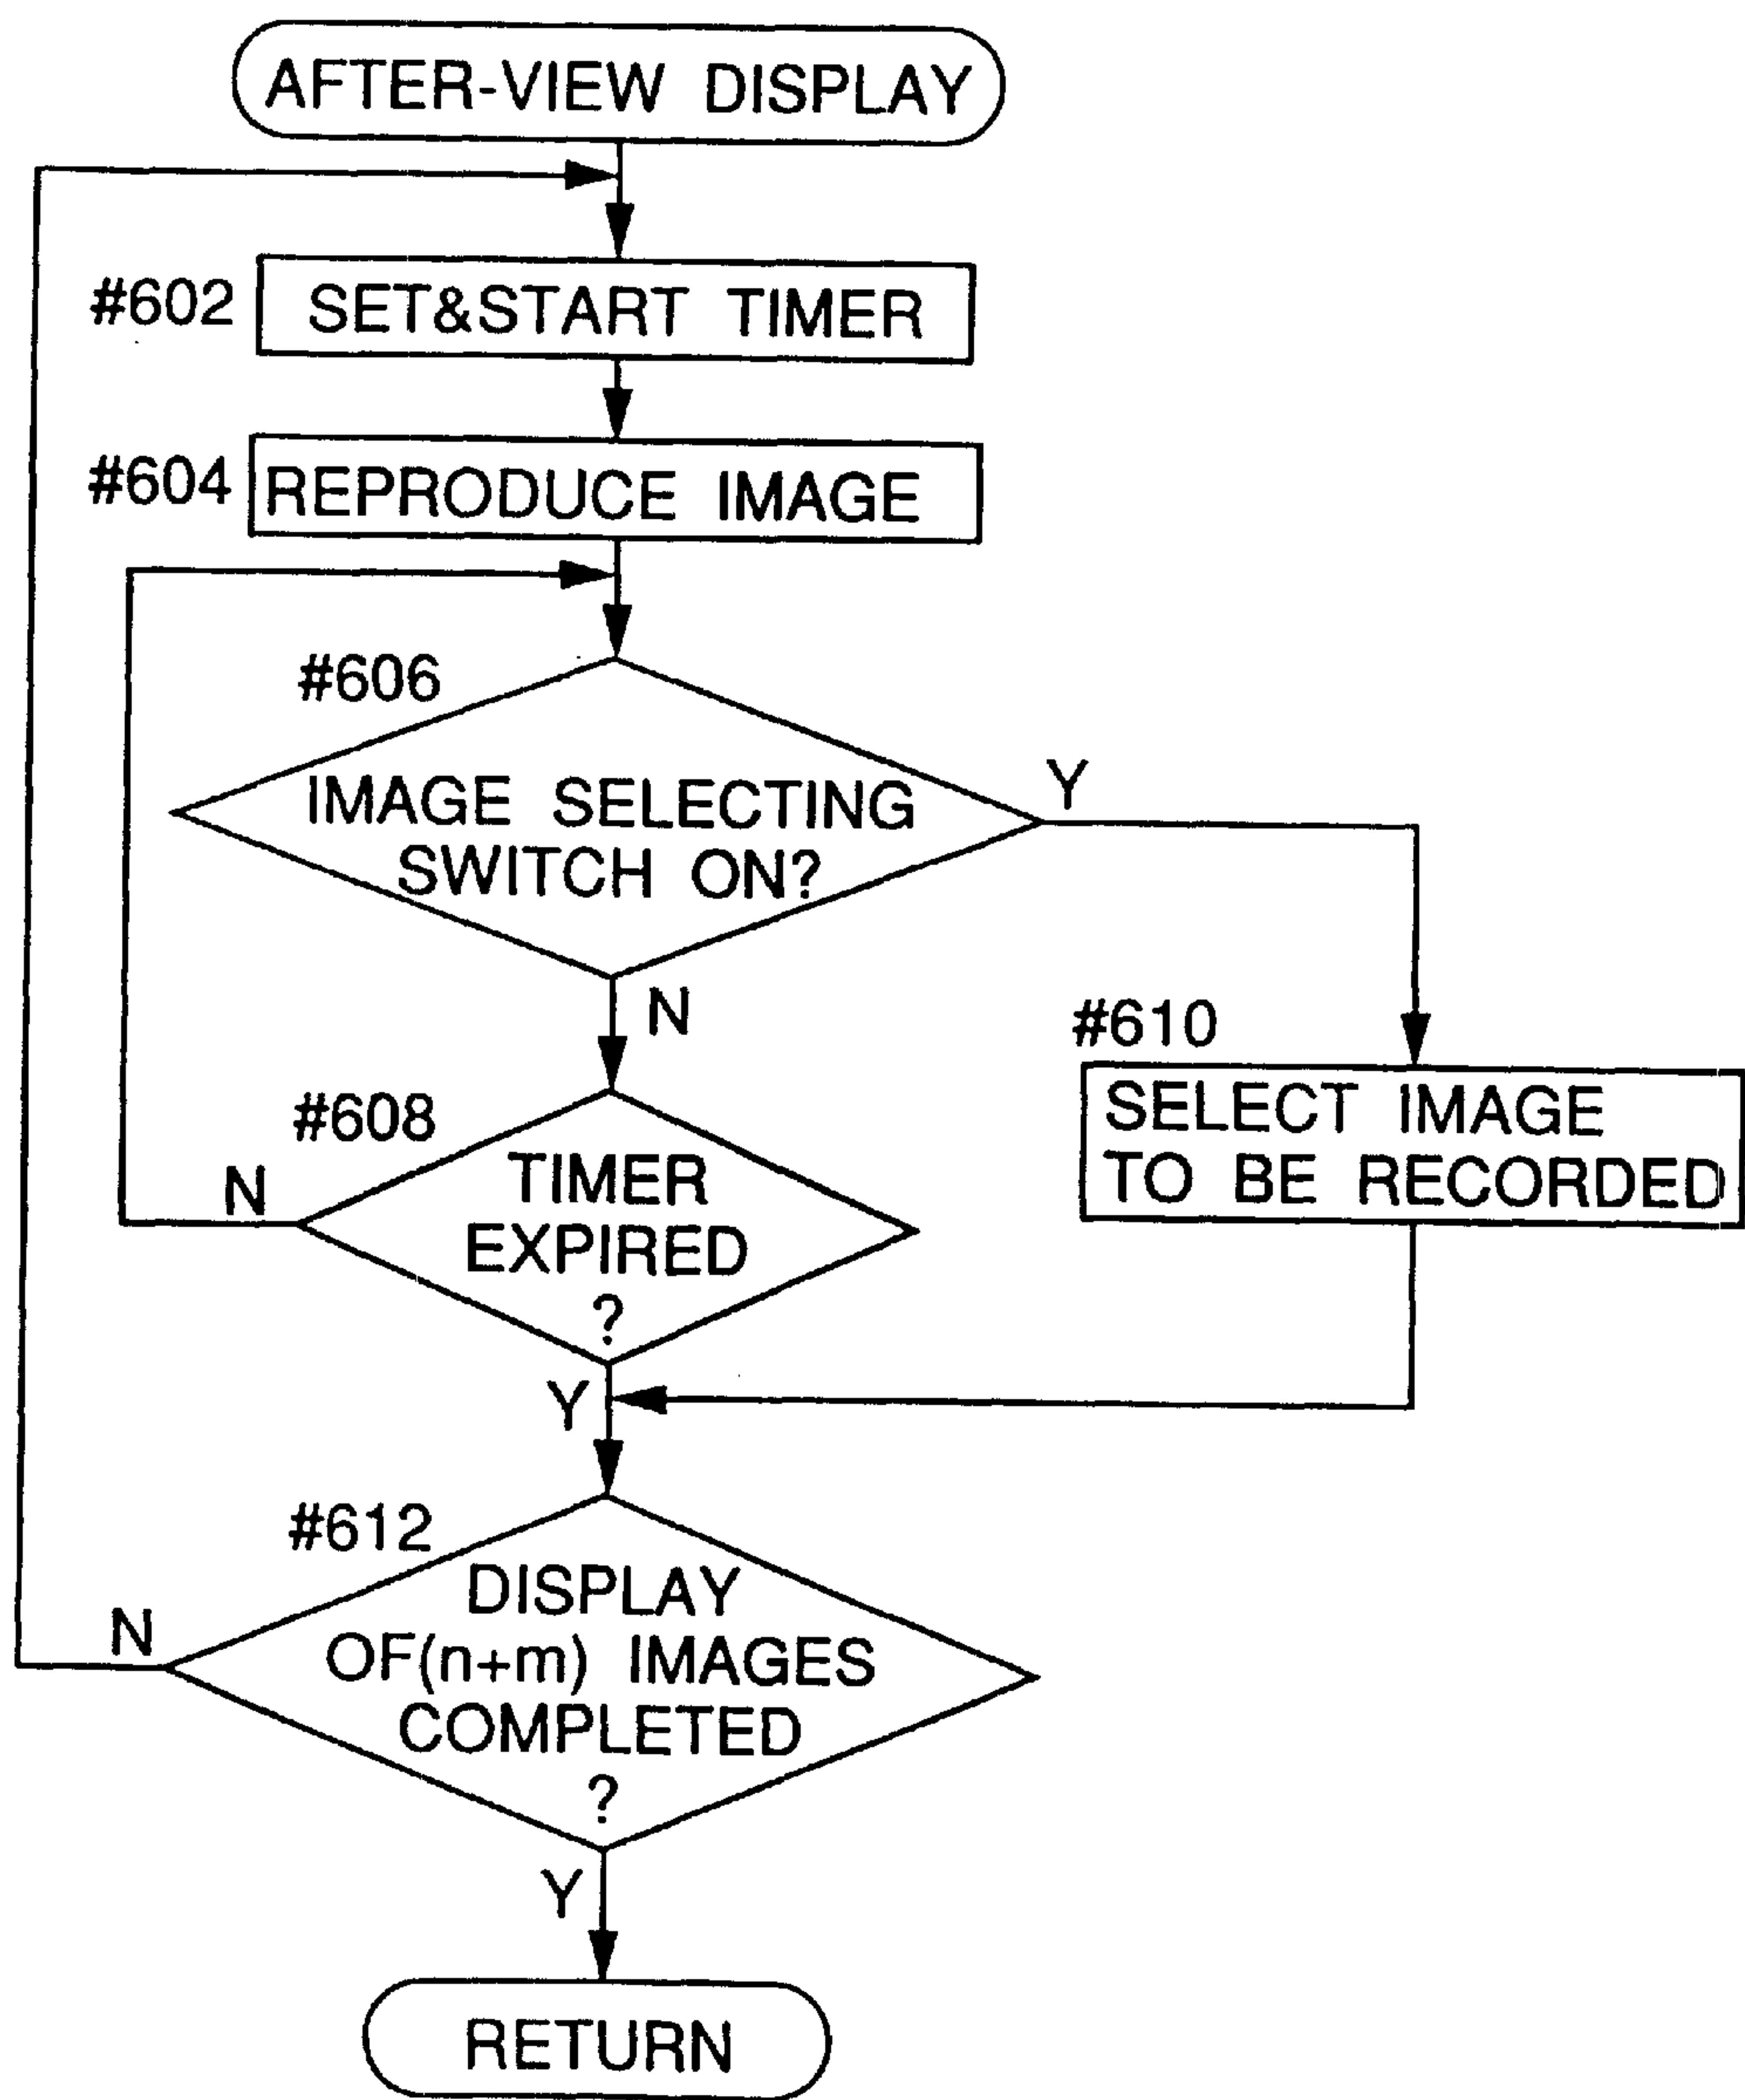 AFTER-VIEW DISPLAY
#602
SET&START TIMER
#604
REPRODUCE IMAGE
#606
IMAGE SELECTING
SWITCH ON?
Y
N
#610
SELECT IMAGE
TO BE RECORDED
#608
TIMER
EXPIRED
?
N
Y
#612
DISPLAY
OF(n+m) IMAGES
COMPLETED
?
N
Y
RETURN